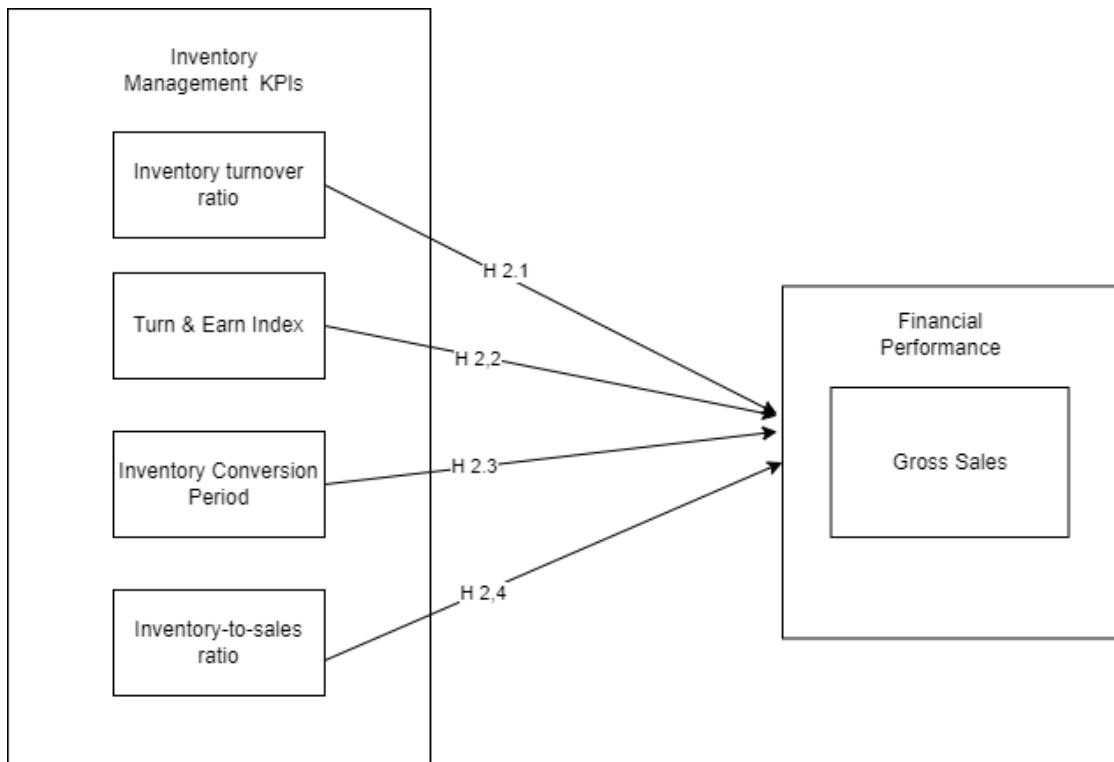 Inventory
Management KPIs
Inventory turnover
ratio
H 2.1
Turn & Earn Index
H 2,2
Inventory Conversion
Period
H 2.3
Inventory-to-sales
ratio
H 2,4
Financial
Performance
Gross Sales